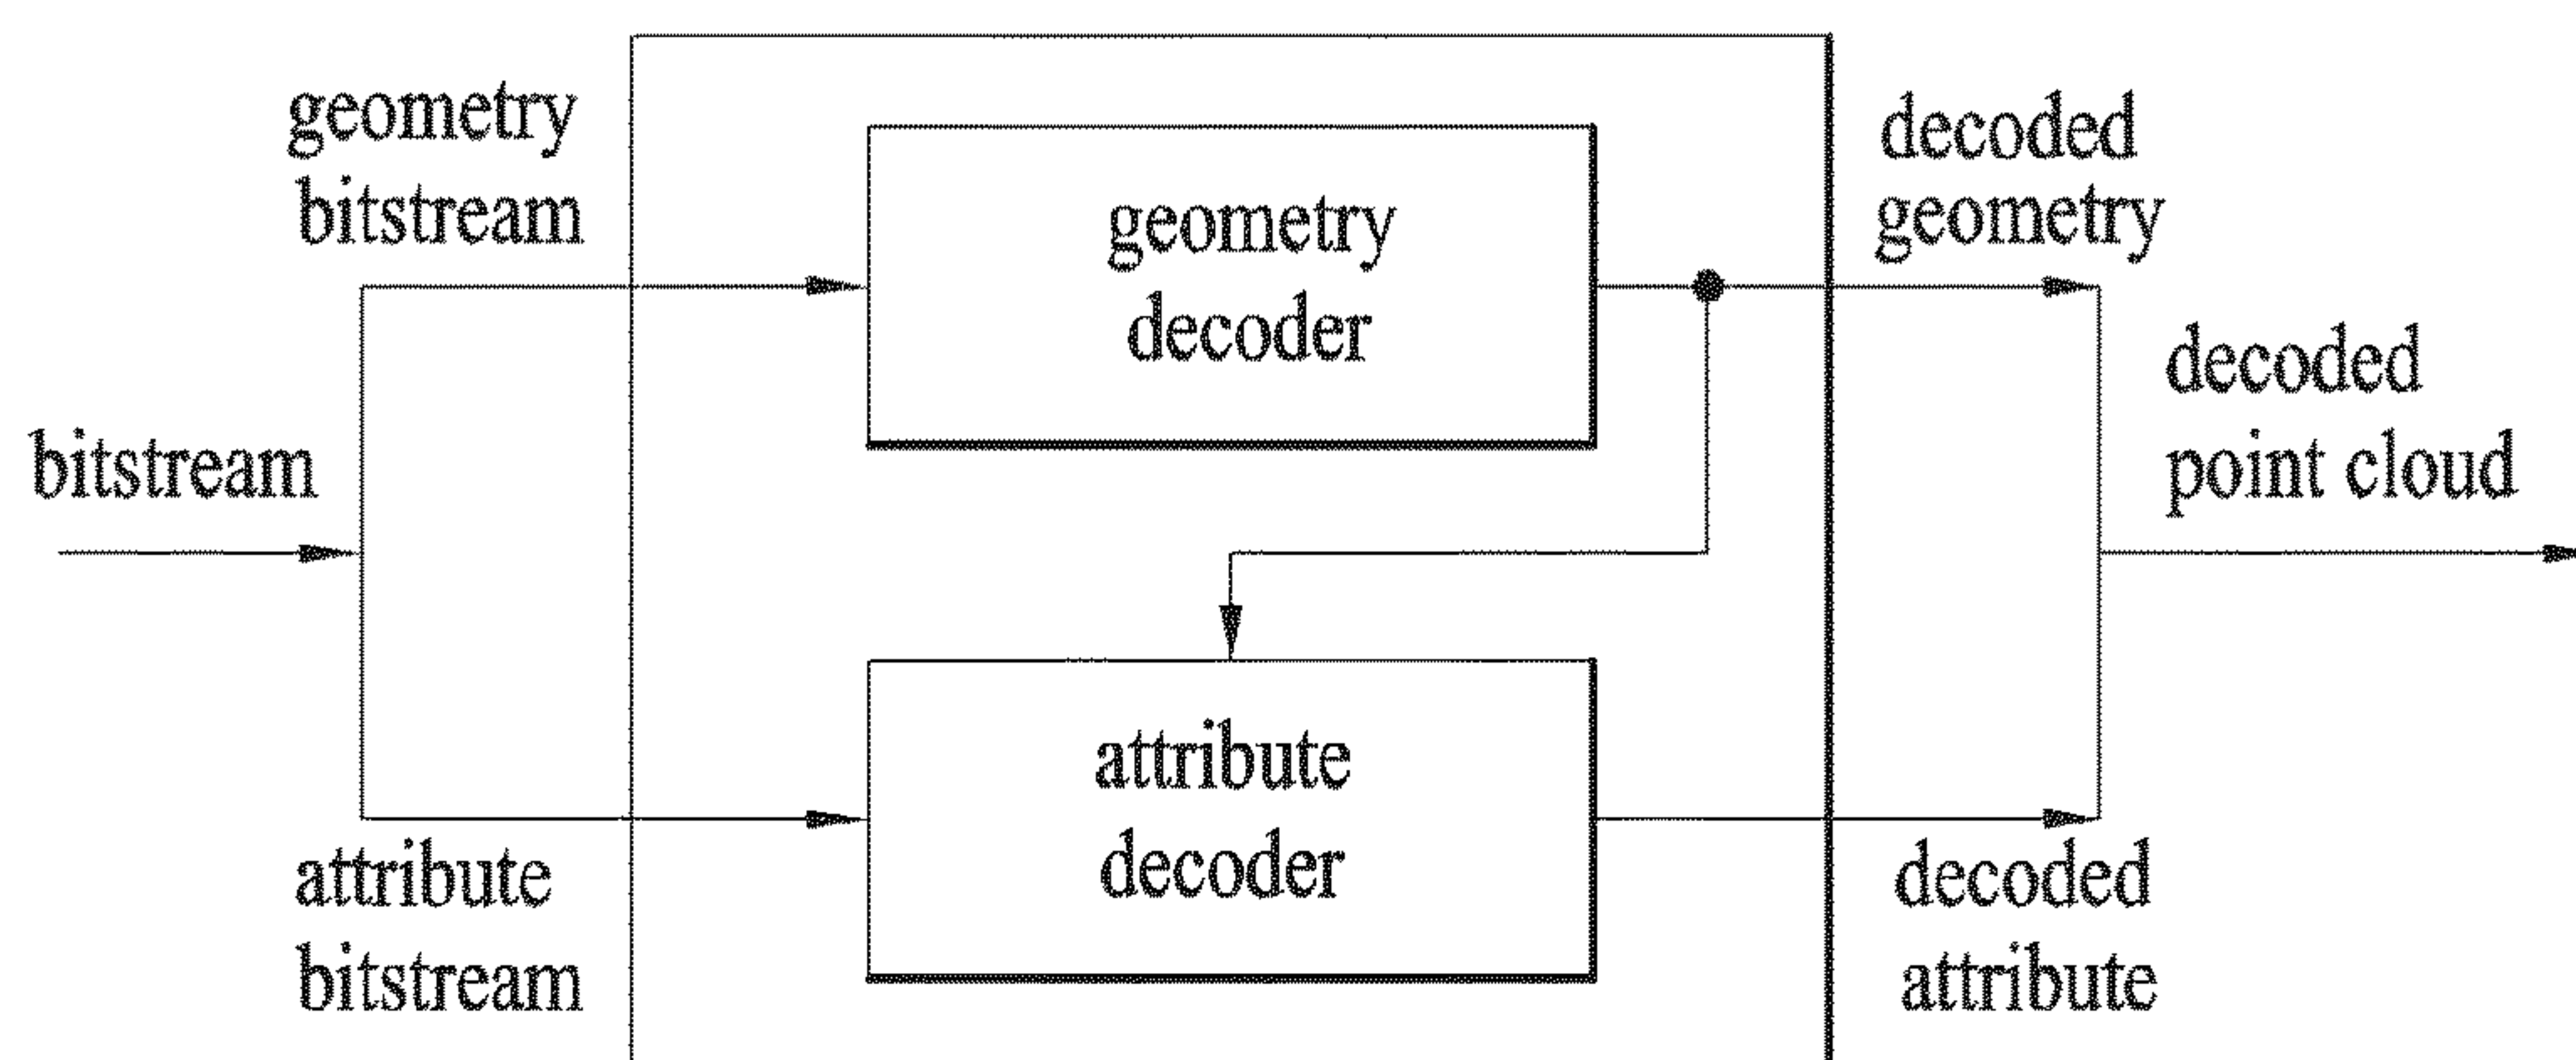 geometry
bitstream
geometry
decoder
decoded
geometry
bitstream
decoded
point cloud
attribute
decoder
attribute
bitstream
decoded
attribute